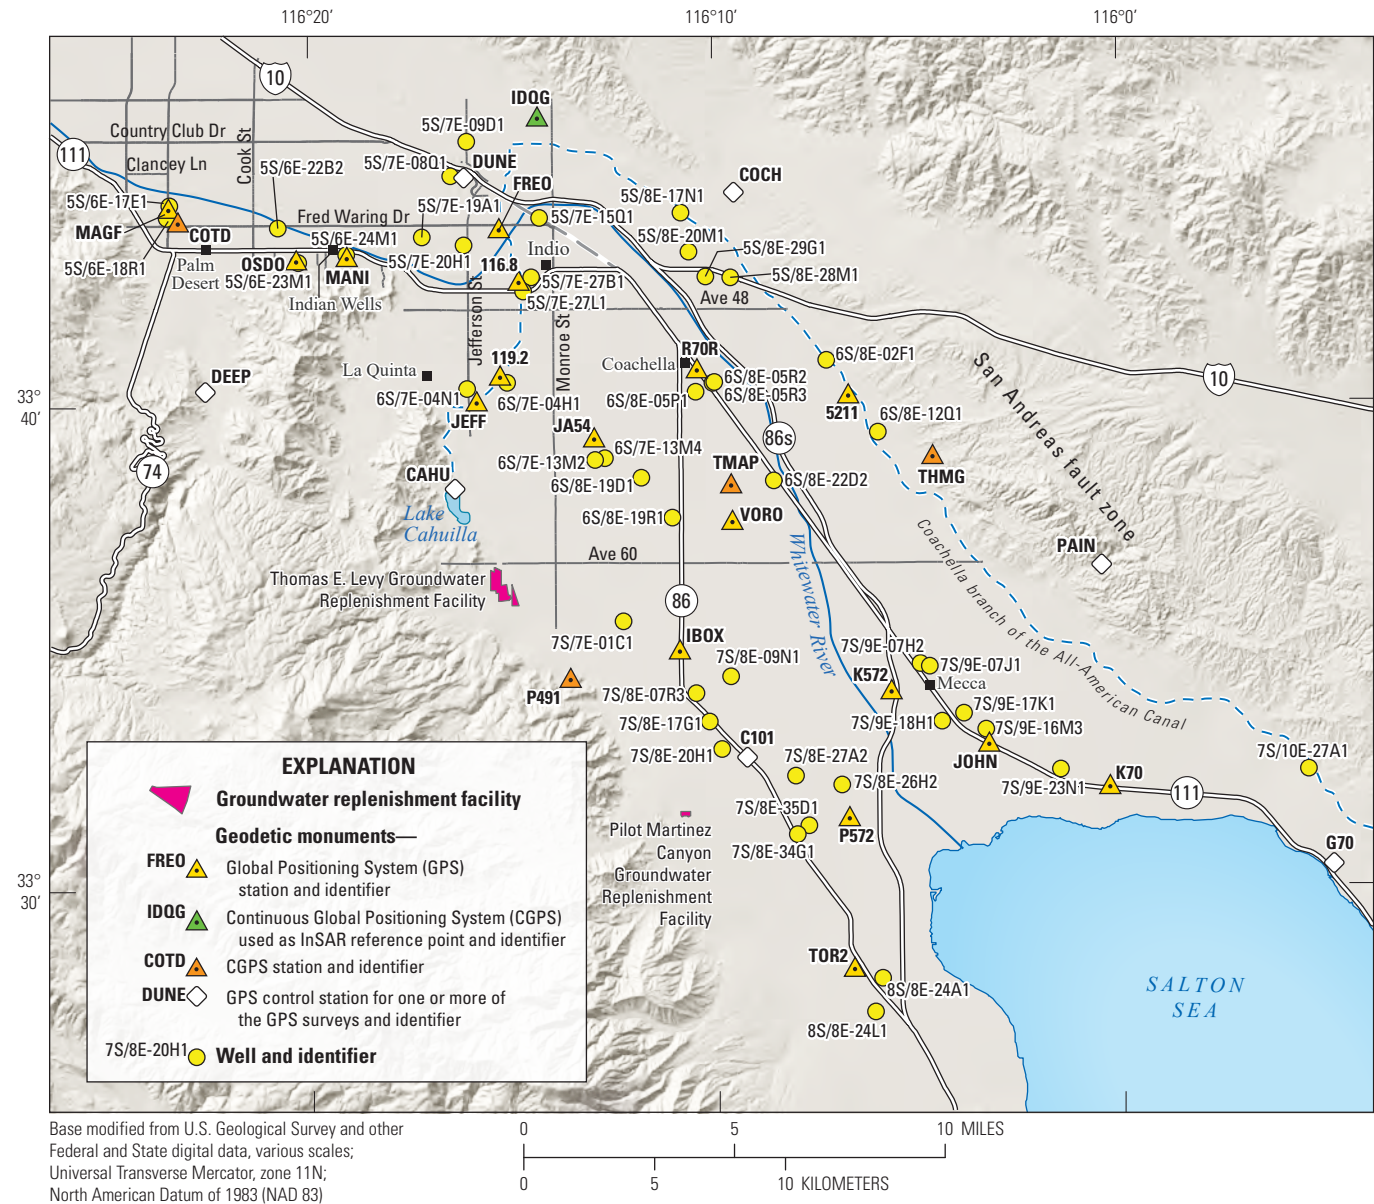 116°20'
116°10'
116°0'
10
IDQG
5S/7E-09D1
Country Club Dr
111
Clancey Ln
Cook St
5S/6E-22B2
5S/7E-08Q1
DUNE
FREO
COCH
5S/6E-17E1
5S/7E-19A1
5S/8E-17N1
Fred Waring Dr
5S/7E-15Q1
MAGF
COTD
5S/6E-24M1
5S/8E-20M1
5S/8E-29G1
Indio
5S/7E-20H1
5S/6E-18R1
Palm
Desert
OSDO
5S/6E-23M1
MANI
116.8
5S/7E-27B1
5S/8E-28M1
Indian Wells
5S/7E-27L1
Ave 48
Jefferson St
Monroe St
La Quinta
119.2
Coachella
R70R
6S/8E-02F1
San Andreas fault zone
10
DEEP
33°
40'
6S/7E-04N1
6S/7E-04H1
6S/8E-05R2
6S/8E-05R3
6S/8E-05P1
JEFF
5211
6S/8E-12Q1
JA54
86s
6S/7E-13M4
6S/7E-13M2
74
CAHU
TMAP
THMG
6S/8E-19D1
6S/8E-22D2
Lake
Cahuilla
6S/8E-19R1
VORO
Coachella branch of the All-American Canal
PAIN
Whitewater River
Ave 60
Thomas E. Levy Groundwater
Replenishment Facility
86
7S/7E-01C1
IBOX
7S/8E-09N1
7S/9E-07H2
7S/9E-07J1
K572
Mecca
P491
7S/8E-07R3
7S/9E-17K1
7S/8E-17G1
7S/9E-18H1
7S/9E-16M3
C101
7S/8E-20H1
7S/8E-27A2
JOHN
7S/10E-27A1
7S/8E-26H2
K70
7S/9E-23N1
111
7S/8E-35D1
P572
7S/8E-34G1
G70
Pilot Martinez
Canyon
Groundwater
Replenishment
Facility
33°
30'
TOR2
8S/8E-24A1
8S/8E-24L1
SALTON
SEA
EXPLANATION
Groundwater replenishment facility
Geodetic monuments—
FREO
Global Positioning System (GPS)
station and identifier
IDQG
Continuous Global Positioning System (CGPS)
used as InSAR reference point and identifier
COTD
CGPS station and identifier
DUNE
GPS control station for one or more of
the GPS surveys and identifier
7S/8E-20H1
Well and identifier
Base modified from U.S. Geological Survey and other
Federal and State digital data, various scales;
Universal Transverse Mercator, zone 11N;
North American Datum of 1983 (NAD 83)
0 5 10 MILES
0 5 10 KILOMETERS